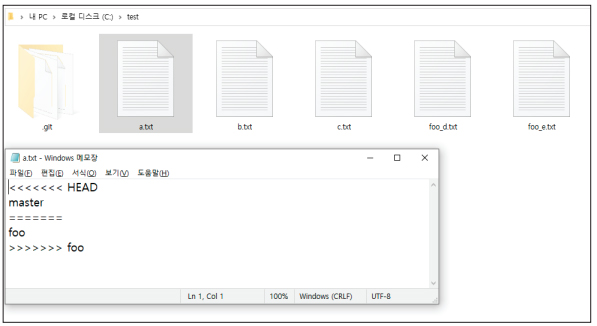 내 PC > 로컬 디스크 (C:) > test
.git
a.txt
b.txt
c.txt
foo_d.txt
foo_e.txt
a.txt - Windows 메모장
파일(F) 편집(E) 서식(O) 보기(V) 도움말(H)
<<<<<<< HEAD
master
=======
foo
>>>>>>> foo
Ln 1, Col 1 100% Windows (CRLF) UTF-8